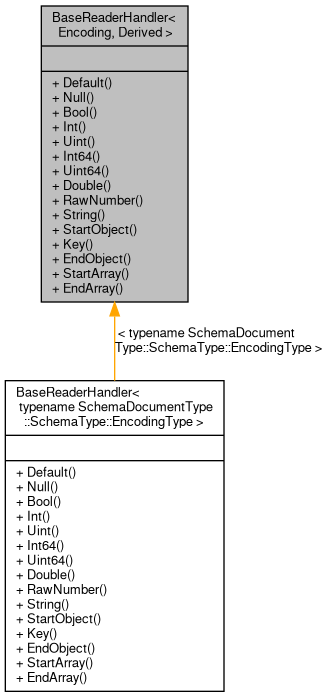 BaseReaderHandler<
Encoding, Derived >
+ Default()
+ Null()
+ Bool()
+ Int()
+ Uint()
+ Int64()
+ Uint64()
+ Double()
+ RawNumber()
+ String()
+ StartObject()
+ Key()
+ EndObject()
+ StartArray()
+ EndArray()
< typename SchemaDocument
Type::SchemaType::EncodingType >
BaseReaderHandler<
typename SchemaDocumentType
::SchemaType::EncodingType >
+ Default()
+ Null()
+ Bool()
+ Int()
+ Uint()
+ Int64()
+ Uint64()
+ Double()
+ RawNumber()
+ String()
+ StartObject()
+ Key()
+ EndObject()
+ StartArray()
+ EndArray()